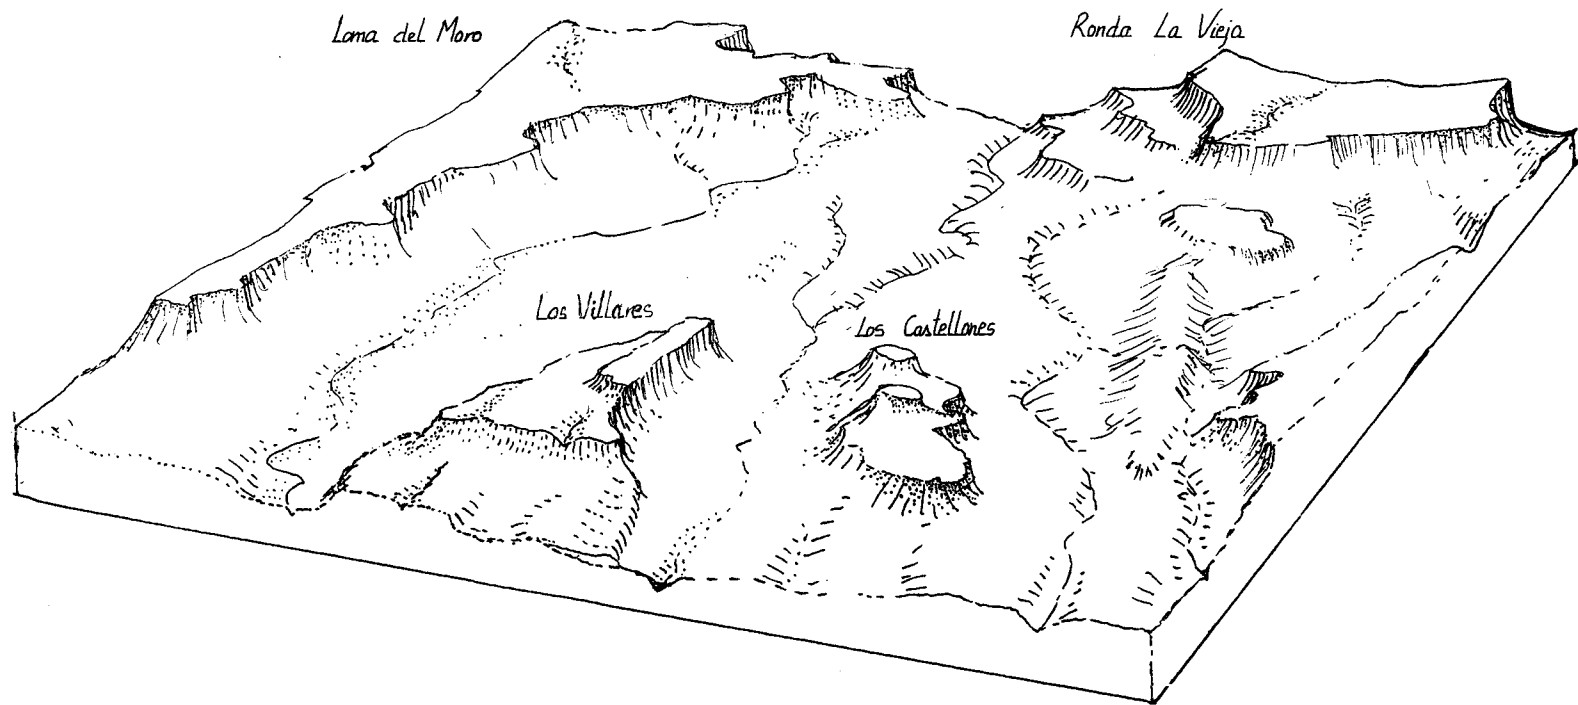 Loma del Moro
Ronda La Vieja
Los Villares
Los Castellones